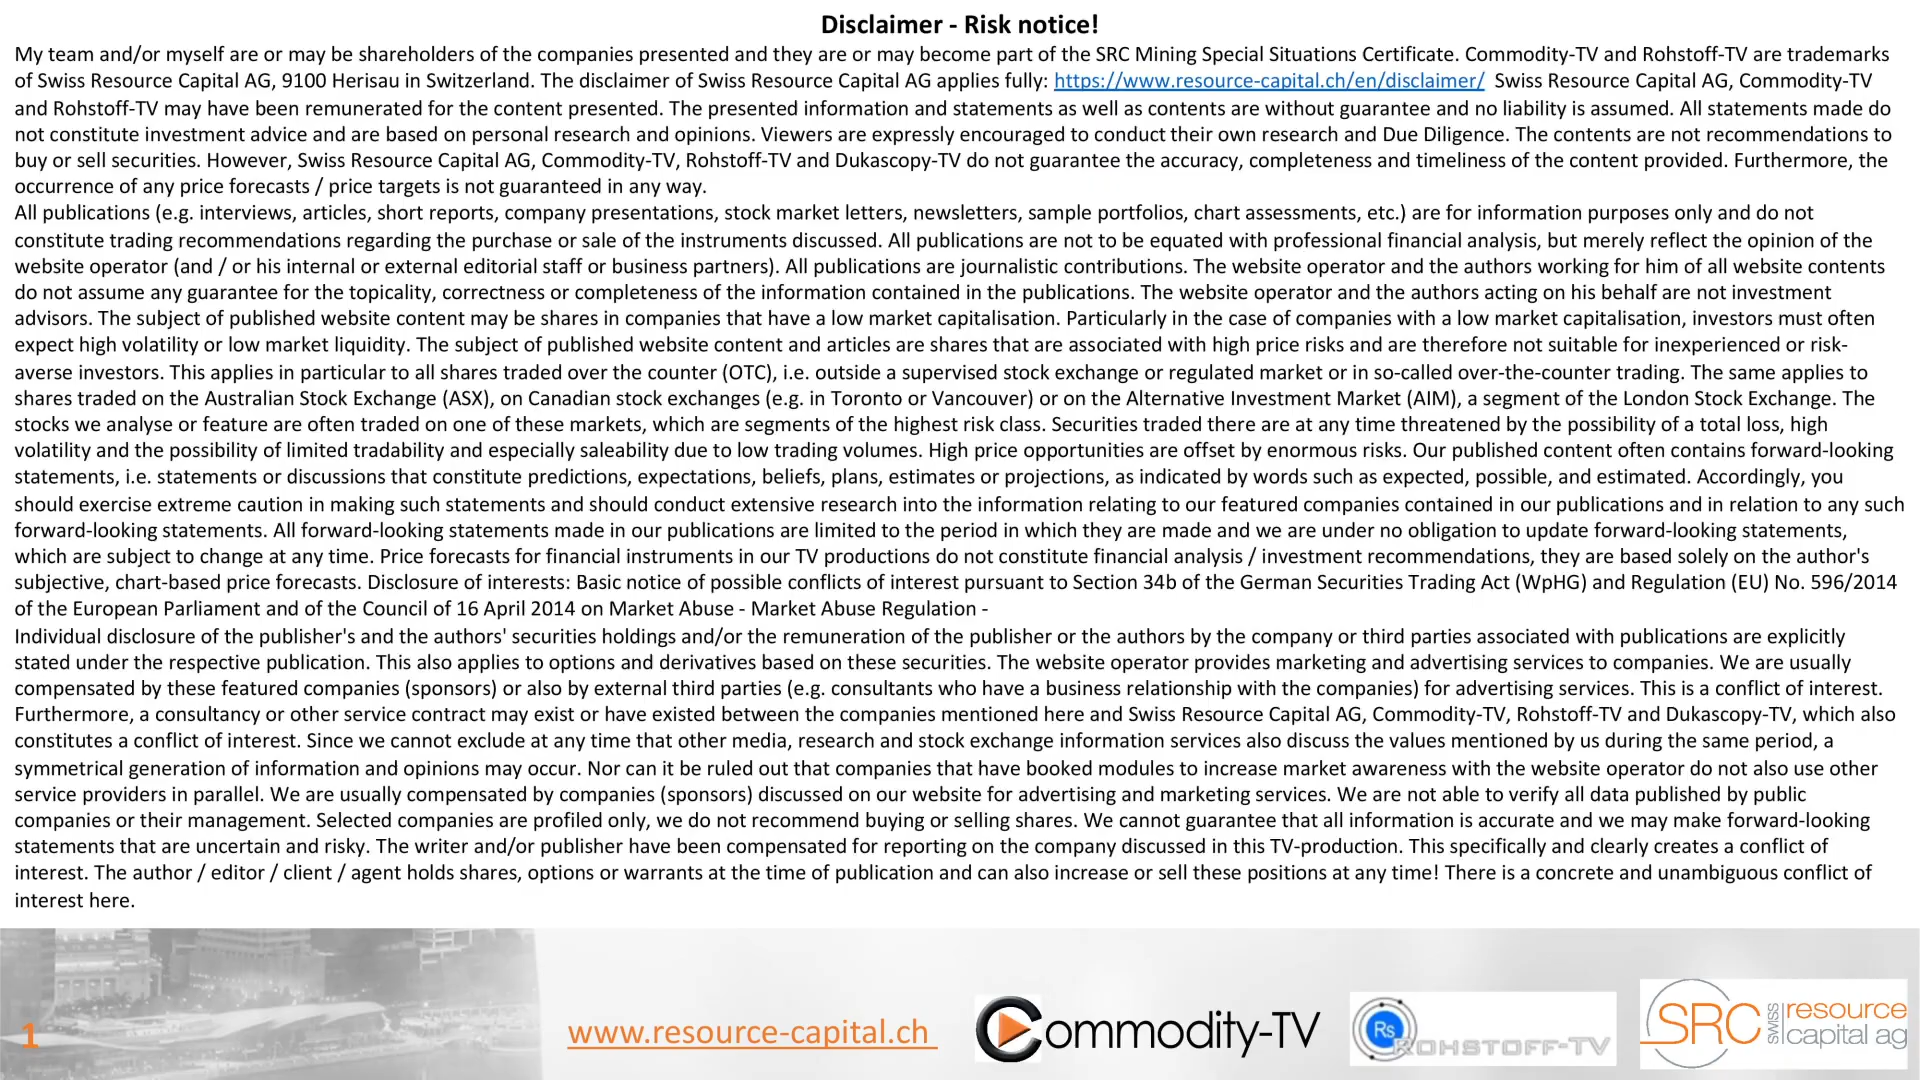 Disclaimer - Risk notice!
My team and/or myself are or may be shareholders of the companies presented and they are or may become part of the SRC Mining Special Situations Certificate. Commodity-TV and Rohstoff-TV are trademarks
of Swiss Resource Capital AG, 9100 Herisau in Switzerland. The disclaimer of Swiss Resource Capital AG applies fully: https://www.resource-capital.ch/en/disclaimer/ Swiss Resource Capital AG, Commodity-TV
and Rohstoff-TV may have been remunerated for the content presented. The presented information and statements as well as contents are without guarantee and no liability is assumed. All statements made do
not constitute investment advice and are based on personal research and opinions. Viewers are expressly encouraged to conduct their own research and Due Diligence. The contents are not recommendations to
buy or sell securities. However, Swiss Resource Capital AG, Commodity-TV, Rohstoff-TV and Dukascopy-TV do not guarantee the accuracy, completeness and timeliness of the content provided. Furthermore, the
occurrence of any price forecasts / price targets is not guaranteed in any way.
All publications (e.g. interviews, articles, short reports, company presentations, stock market letters, newsletters, sample portfolios, chart assessments, etc.) are for information purposes only and do not
constitute trading recommendations regarding the purchase or sale of the instruments discussed. All publications are not to be equated with professional financial analysis, but merely reflect the opinion of the
website operator (and / or his internal or external editorial staff or business partners). All publications are journalistic contributions. The website operator and the authors working for him of all website contents
do not assume any guarantee for the topicality, correctness or completeness of the information contained in the publications. The website operator and the authors acting on his behalf are not investment
advisors. The subject of published website content may be shares in companies that have a low market capitalisation. Particularly in the case of companies with a low market capitalisation, investors must often
expect high volatility or low market liquidity. The subject of published website content and articles are shares that are associated with high price risks and are therefore not suitable for inexperienced or risk-
averse investors. This applies in particular to all shares traded over the counter (OTC), i.e. outside a supervised stock exchange or regulated market or in so-called over-the-counter trading. The same applies to
shares traded on the Australian Stock Exchange (ASX), on Canadian stock exchanges (e.g. in Toronto or Vancouver) or on the Alternative Investment Market (AIM), a segment of the London Stock Exchange. The
stocks we analyse or feature are often traded on one of these markets, which are segments of the highest risk class. Securities traded there are at any time threatened by the possibility of a total loss, high
volatility and the possibility of limited tradability and especially saleability due to low trading volumes. High price opportunities are offset by enormous risks. Our published content often contains forward-looking
statements, i.e. statements or discussions that constitute predictions, expectations, beliefs, plans, estimates or projections, as indicated by words such as expected, possible, and estimated. Accordingly, you
should exercise extreme caution in making such statements and should conduct extensive research into the information relating to our featured companies contained in our publications and in relation to any such
forward-looking statements. All forward-looking statements made in our publications are limited to the period in which they are made and we are under no obligation to update forward-looking statements,
which are subject to change at any time. Price forecasts for financial instruments in our TV productions do not constitute financial analysis / investment recommendations, they are based solely on the author's
subjective, chart-based price forecasts. Disclosure of interests: Basic notice of possible conflicts of interest pursuant to Section 34b of the German Securities Trading Act (WpHG) and Regulation (EU) No. 596/2014
of the European Parliament and of the Council of 16 April 2014 on Market Abuse - Market Abuse Regulation -
Individual disclosure of the publisher's and the authors' securities holdings and/or the remuneration of the publisher or the authors by the company or third parties associated with publications are explicitly
stated under the respective publication. This also applies to options and derivatives based on these securities. The website operator provides marketing and advertising services to companies. We are usually
compensated by these featured companies (sponsors) or also by external third parties (e.g. consultants who have a business relationship with the companies) for advertising services. This is a conflict of interest.
Furthermore, a consultancy or other service contract may exist or have existed between the companies mentioned here and Swiss Resource Capital AG, Commodity-TV, Rohstoff-TV and Dukascopy-TV, which also
constitutes a conflict of interest. Since we cannot exclude at any time that other media, research and stock exchange information services also discuss the values mentioned by us during the same period, a
symmetrical generation of information and opinions may occur. Nor can it be ruled out that companies that have booked modules to increase market awareness with the website operator do not also use other
service providers in parallel. We are usually compensated by companies (sponsors) discussed on our website for advertising and marketing services. We are not able to verify all data published by public
companies or their management. Selected companies are profiled only, we do not recommend buying or selling shares. We cannot guarantee that all information is accurate and we may make forward-looking
statements that are uncertain and risky. The writer and/or publisher have been compensated for reporting on the company discussed in this TV-production. This specifically and clearly creates a conflict of
interest. The author / editor / client / agent holds shares, options or warrants at the time of publication and can also increase or sell these positions at any time! There is a concrete and unambiguous conflict of
interest here.
1
www.resource-capital.ch
Commodity-TV
Rs
ROHSTOFF-TV
SRC
SWISS
resource
capital ag